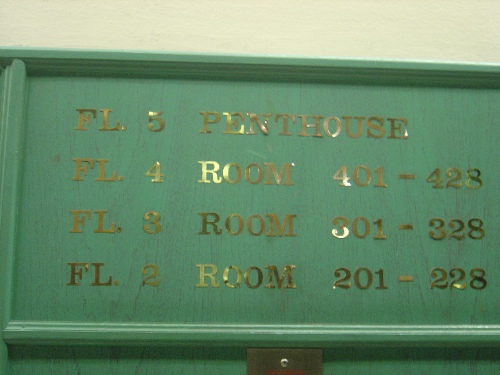 FL. 5 PENTHOUSE
FL. 4 ROOM 401 - 428
FL. 3 ROOM 301 - 328
FL. 2 ROOM 201 - 228